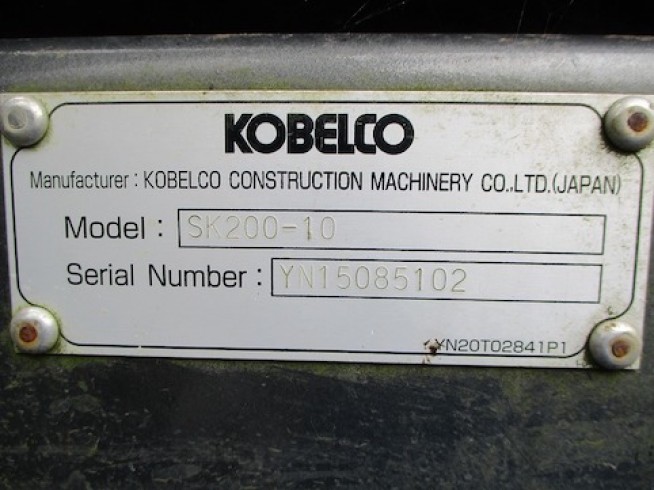 KOBELCO
Manufacturer : KOBELCO CONSTRUCTION MACHINERY CO.,LTD.(JAPAN)
Model : SK200-10
Serial Number : YN15085102
YN20T02841P1